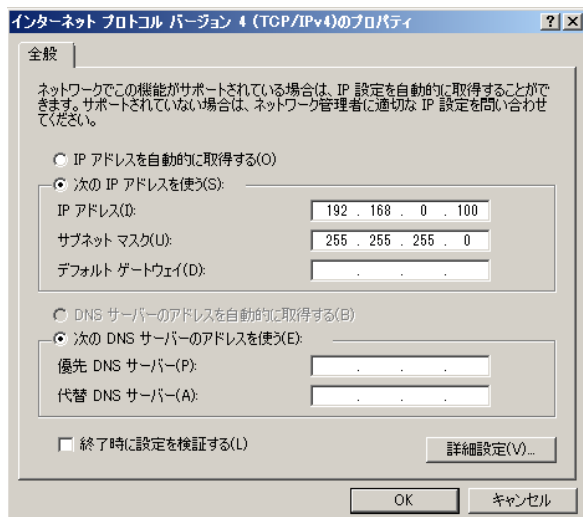 インターネット プロトコル バージョン 4 (TCP/IPv4)のプロパティ
全般
ネットワークでこの機能がサポートされている場合は、IP 設定を自動的に取得することがで
きます。サポートされていない場合は、ネットワーク管理者に適切な IP 設定を問い合わせ
てください。
IP アドレスを自動的に取得する(O)
次の IP アドレスを使う(S):
IP アドレス(I): 192 . 168 . 0 . 100
サブネット マスク(U): 255 . 255 . 255 . 0
デフォルト ゲートウェイ(D): . . .
DNS サーバーのアドレスを自動的に取得する(B)
次の DNS サーバーのアドレスを使う(E):
優先 DNS サーバー(P): . . .
代替 DNS サーバー(A): . . .
終了時に設定を検証する(L)
詳細設定(V)...
OK キャンセル